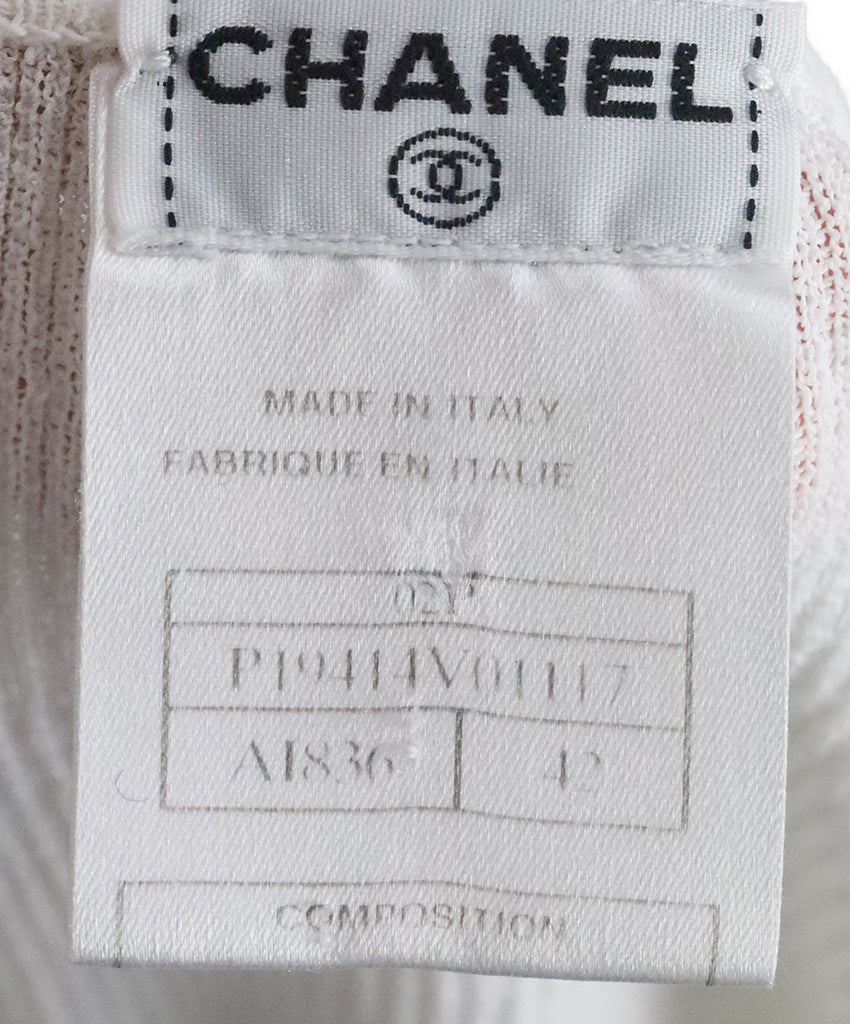 CHANEL
MADE IN ITALY
FABRIQUE EN ITALIE
02P
P19414V01117
A1836 42
COMPOSITION